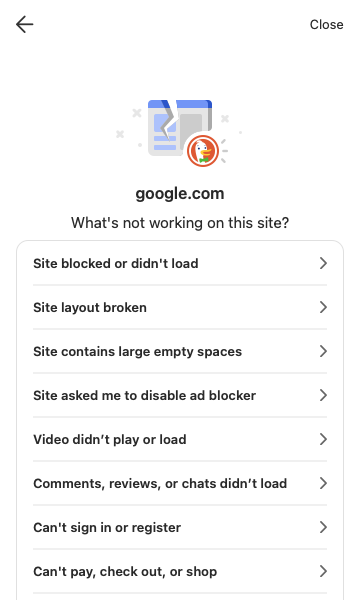 Close
google.com
What's not working on this site?
Site blocked or didn't load
Site layout broken
Site contains large empty spaces
Site asked me to disable ad blocker
Video didn’t play or load
Comments, reviews, or chats didn’t load
Can't sign in or register
Can't pay, check out, or shop